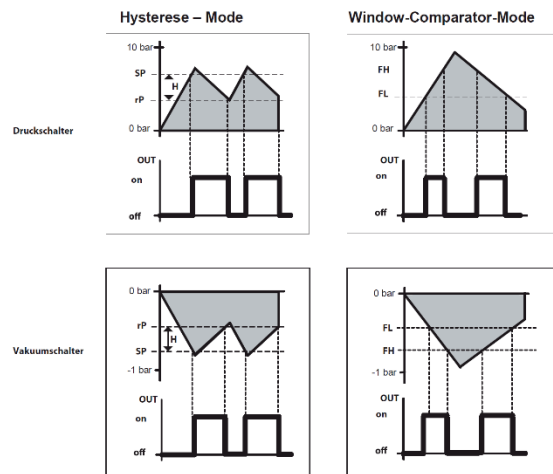 Hysterese – Mode
Window-Comparator-Mode
Druckschalter
10 bar
SP
H
rP
0 bar
OUT
on
off
10 bar
FH
FL
0 bar
OUT
on
off
Vakuumschalter
0 bar
rP
H
SP
-1 bar
OUT
on
off
0 bar
FL
FH
-1 bar
OUT
on
off